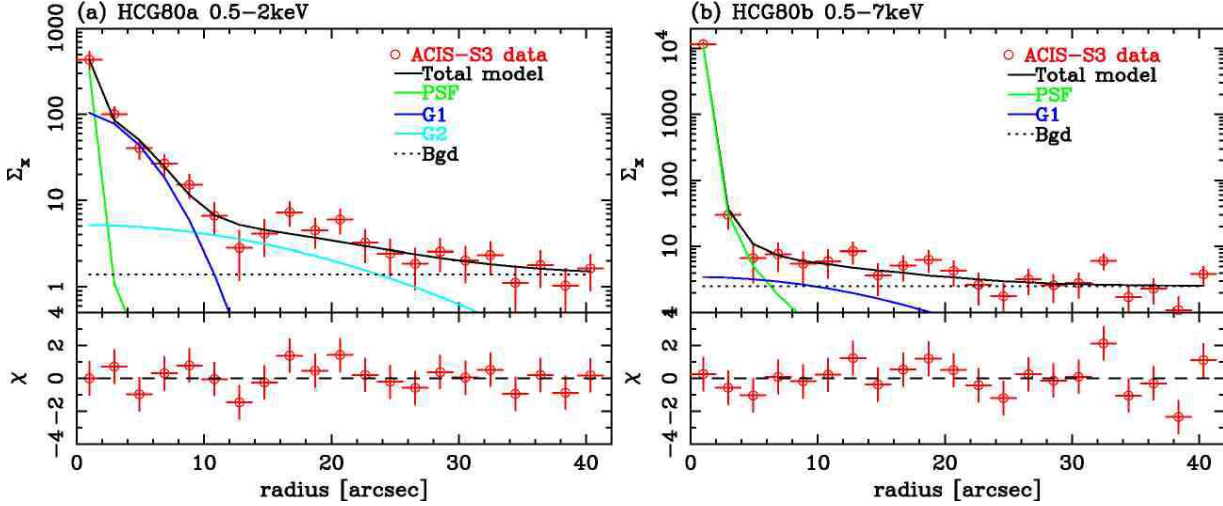 (a) HCG80a 0.5−2keV
ACIS−S3 data
Total model
PSF
G1
G2
Bgd
Σx
1000
100
10
1
χ
2
0
−2
−4
0 10 20 30 40
radius [arcsec]
(b) HCG80b 0.5−7keV
ACIS−S3 data
Total model
PSF
G1
Bgd
Σx
10⁴
1000
100
10
1
χ
2
0
−2
−4
0 10 20 30 40
radius [arcsec]